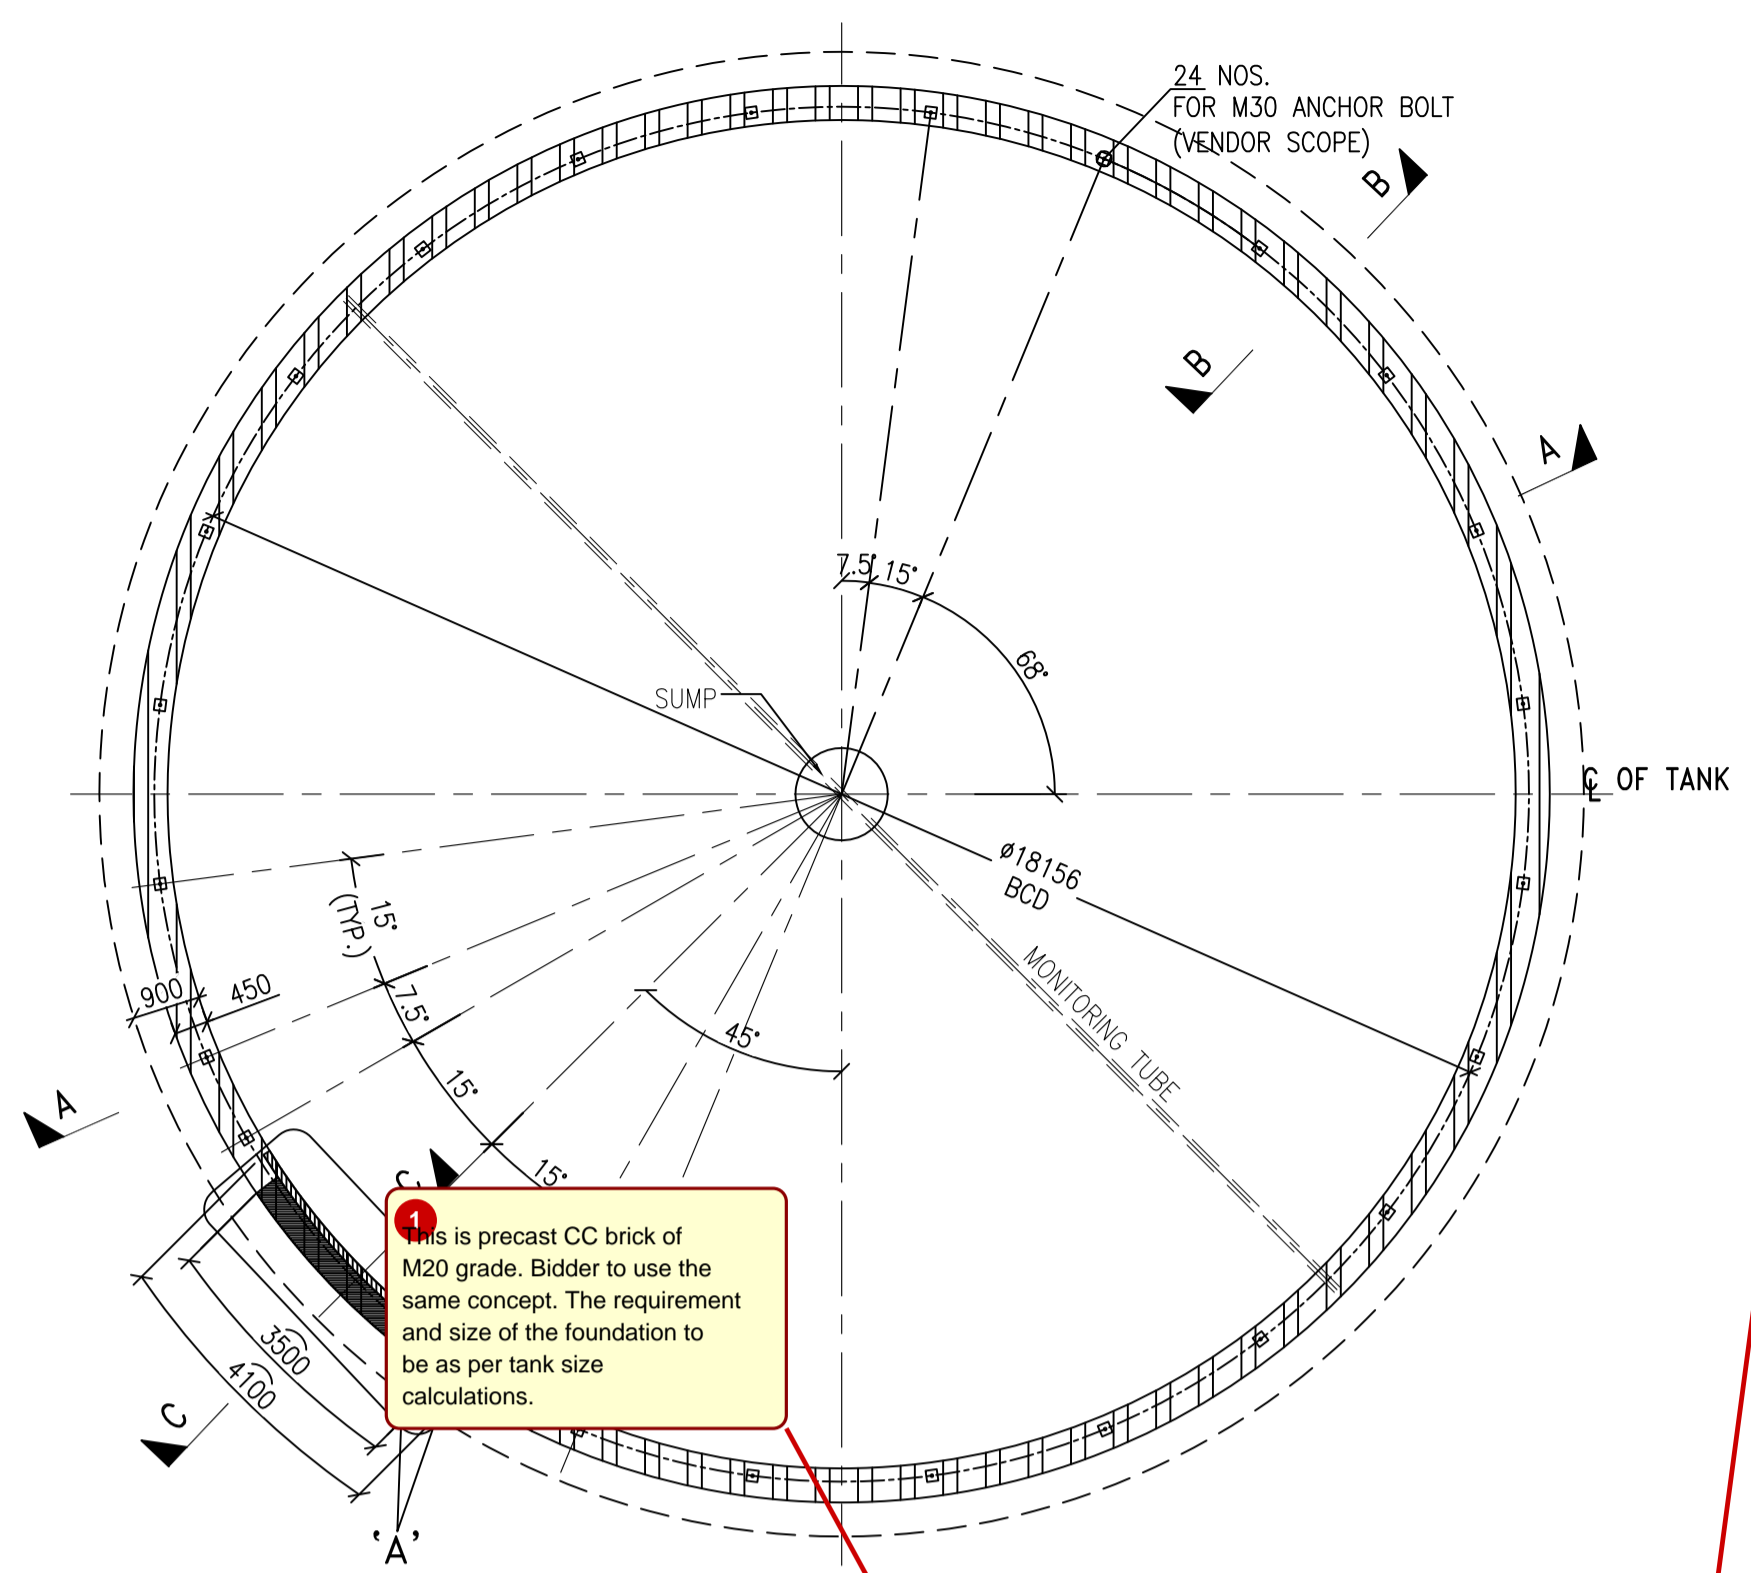 24 NOS.
FOR M30 ANCHOR BOLT
(VENDOR SCOPE)
B
B
A
7.5°
15°
68°
SUMP
℄ OF TANK
ø18156
BCD
15°
(TYP.)
900
450
7.5°
45°
MONITORING TUBE
15°
A
15°
C
1
This is precast CC brick of
M20 grade. Bidder to use the
same concept. The requirement
and size of the foundation to
be as per tank size
calculations.
3500
4100
C
'A'